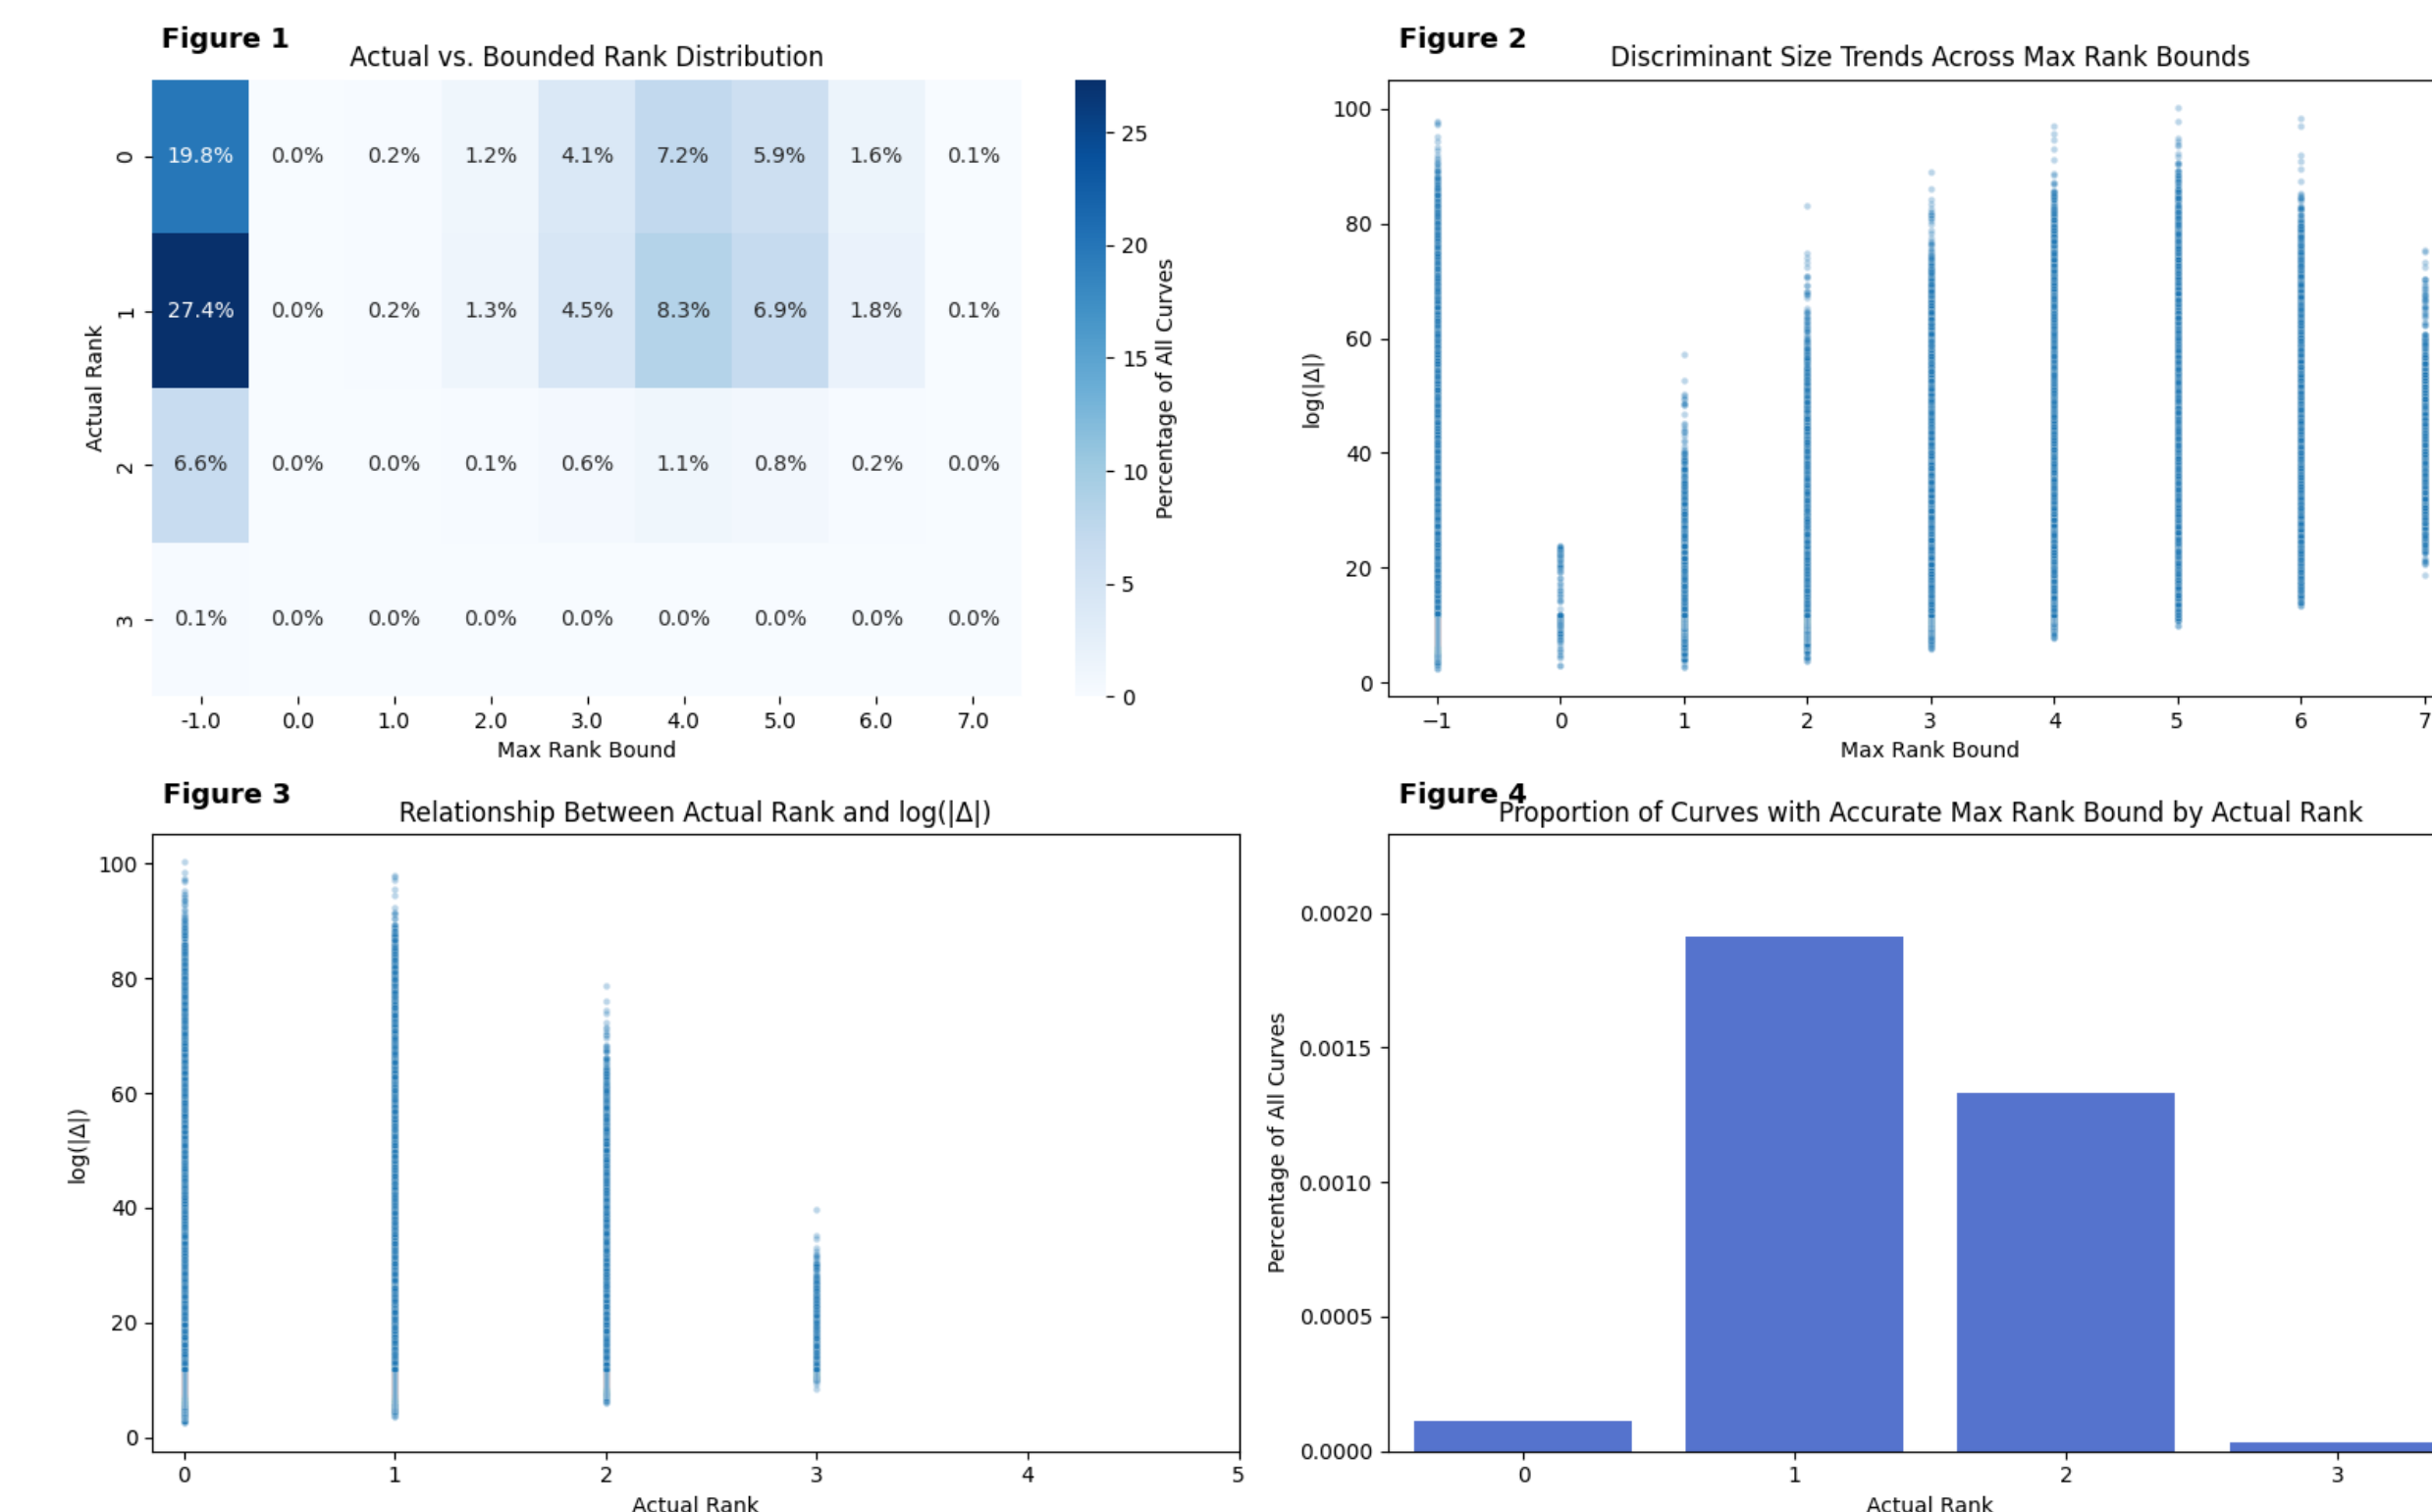 Figure 1
Actual vs. Bounded Rank Distribution
0 19.8% 0.0% 0.2% 1.2% 4.1% 7.2% 5.9% 1.6% 0.1%
1 27.4% 0.0% 0.2% 1.3% 4.5% 8.3% 6.9% 1.8% 0.1%
2 6.6% 0.0% 0.0% 0.1% 0.6% 1.1% 0.8% 0.2% 0.0%
3 0.1% 0.0% 0.0% 0.0% 0.0% 0.0% 0.0% 0.0% 0.0%
Actual Rank
-1.0 0.0 1.0 2.0 3.0 4.0 5.0 6.0 7.0
Max Rank Bound
25
20
15
10
5
0
Percentage of All Curves
Figure 2
Discriminant Size Trends Across Max Rank Bounds
100
80
60
40
20
0
log(|Δ|)
−1 0 1 2 3 4 5 6 7
Max Rank Bound
Figure 3
Relationship Between Actual Rank and log(|Δ|)
100
80
60
40
20
0
log(|Δ|)
0 1 2 3 4 5
Actual Rank
Figure 4
Proportion of Curves with Accurate Max Rank Bound by Actual Rank
0.0020
0.0015
0.0010
0.0005
0.0000
Percentage of All Curves
0 1 2 3
Actual Rank